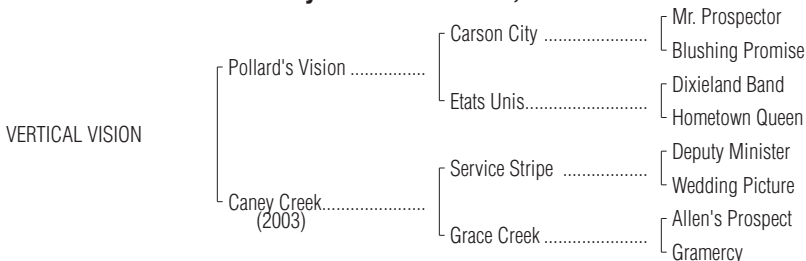 Mr. Prospector
Carson City ......................
Blushing Promise
Pollard's Vision ................
Dixieland Band
Etats Unis..........................
Hometown Queen
VERTICAL VISION
Deputy Minister
Service Stripe ..................
Wedding Picture
Caney Creek......................
(2003)
Allen's Prospect
Grace Creek ......................
Gramercy